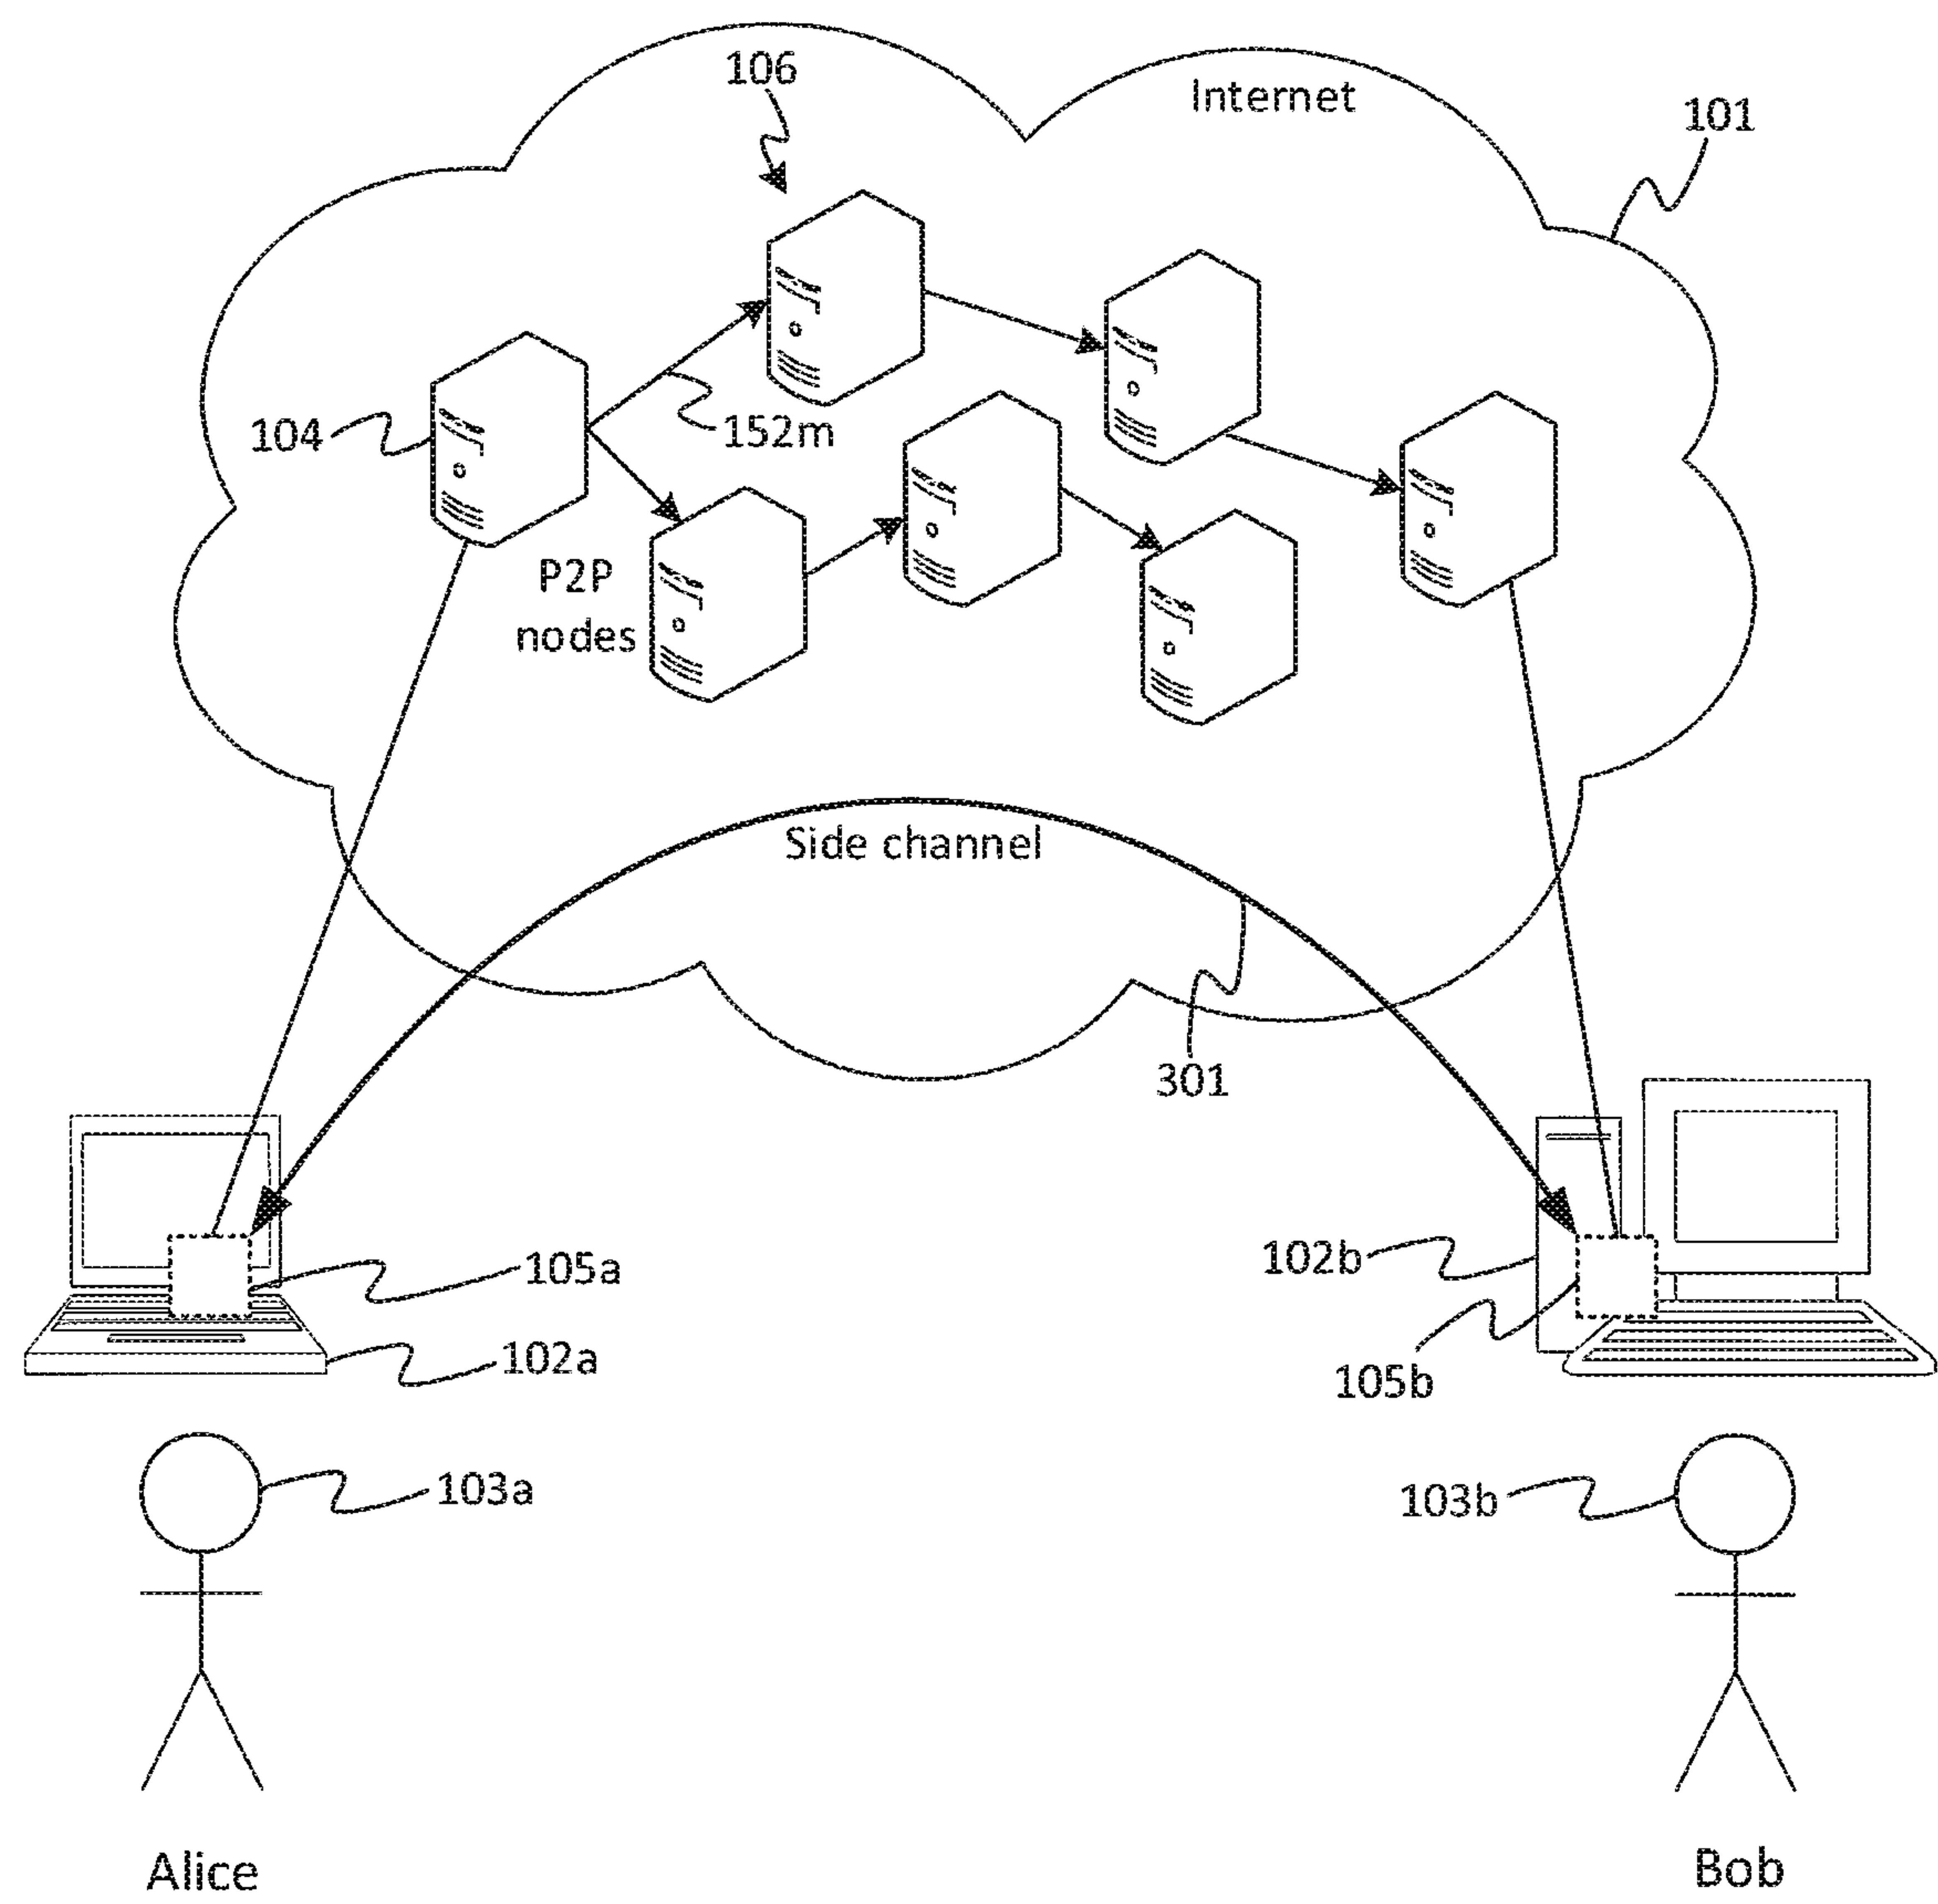 106
Internet
101
104
152m
P2P
nodes
Side channel
301
105a
102b
102a
105b
103a
103b
Alice
Bob